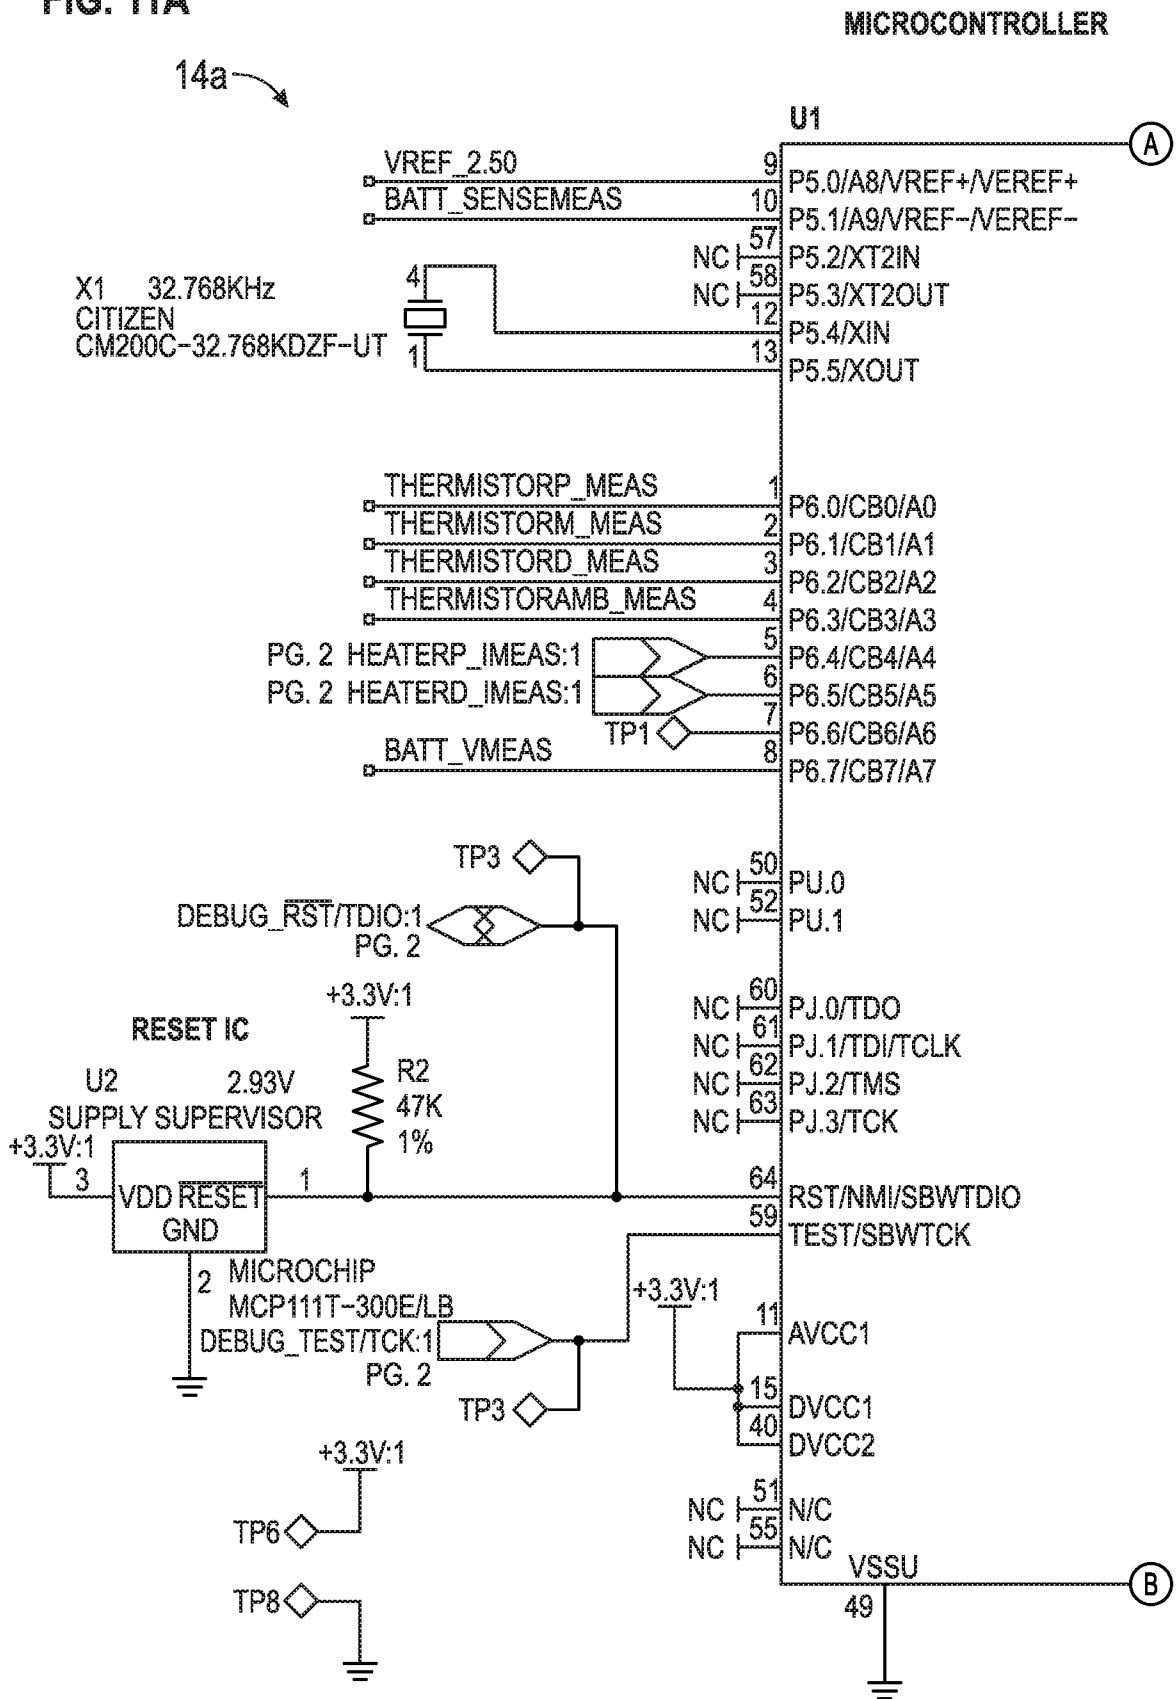 FIG. 11A
MICROCONTROLLER
14a
U1
A
VREF_2.50
9
P5.0/A8/VREF+/VEREF+
BATT_SENSEMEAS
10
P5.1/A9/VREF-/VEREF-
NC
57
P5.2/XT2IN
NC
58
P5.3/XT2OUT
X1 32.768KHz
CITIZEN
CM200C-32.768KDZF-UT
4
1
12
P5.4/XIN
13
P5.5/XOUT
THERMISTORP_MEAS
1
P6.0/CB0/A0
THERMISTORM_MEAS
2
P6.1/CB1/A1
THERMISTORD_MEAS
3
P6.2/CB2/A2
THERMISTORAMB_MEAS
4
P6.3/CB3/A3
PG. 2 HEATERP_IMEAS:1
5
P6.4/CB4/A4
PG. 2 HEATERD_IMEAS:1
6
P6.5/CB5/A5
TP1
7
P6.6/CB6/A6
BATT_VMEAS
8
P6.7/CB7/A7
TP3
NC
50
PU.0
DEBUG_RST/TDIO:1
PG. 2
NC
52
PU.1
+3.3V:1
NC
60
PJ.0/TDO
RESET IC
NC
61
PJ.1/TDI/TCLK
U2 2.93V
SUPPLY SUPERVISOR
R2
47K
1%
NC
62
PJ.2/TMS
NC
63
PJ.3/TCK
+3.3V:1
3
VDD RESET
GND
1
64
RST/NMI/SBWTDIO
59
TEST/SBWTCK
2
MICROCHIP
MCP111T-300E/LB
DEBUG_TEST/TCK:1
PG. 2
TP3
+3.3V:1
11
AVCC1
15
DVCC1
40
DVCC2
+3.3V:1
TP6
NC
51
N/C
NC
55
N/C
TP8
VSSU
49
B